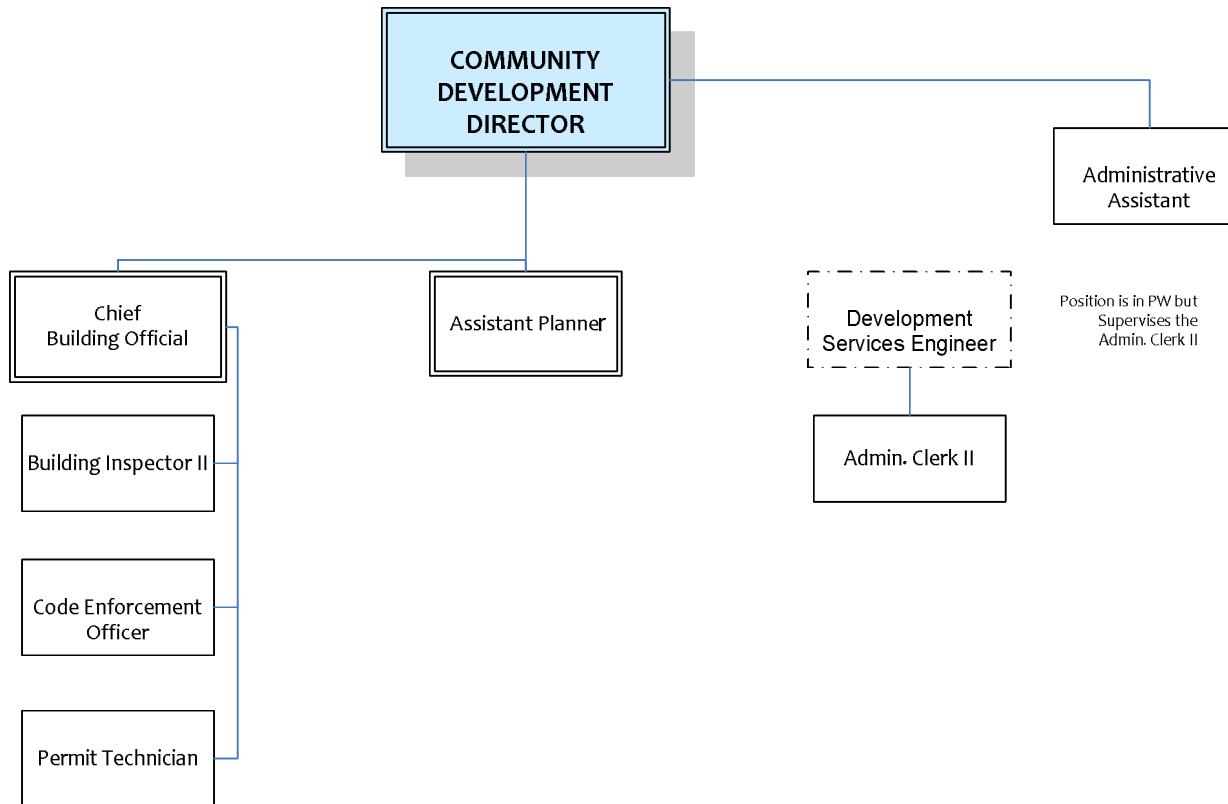 COMMUNITY
DEVELOPMENT
DIRECTOR
Administrative
Assistant
Chief
Building Official
Assistant Planner
Development
Services Engineer
Position is in PW but
Supervises the
Admin. Clerk II
Building Inspector II
Admin. Clerk II
Code Enforcement
Officer
Permit Technician